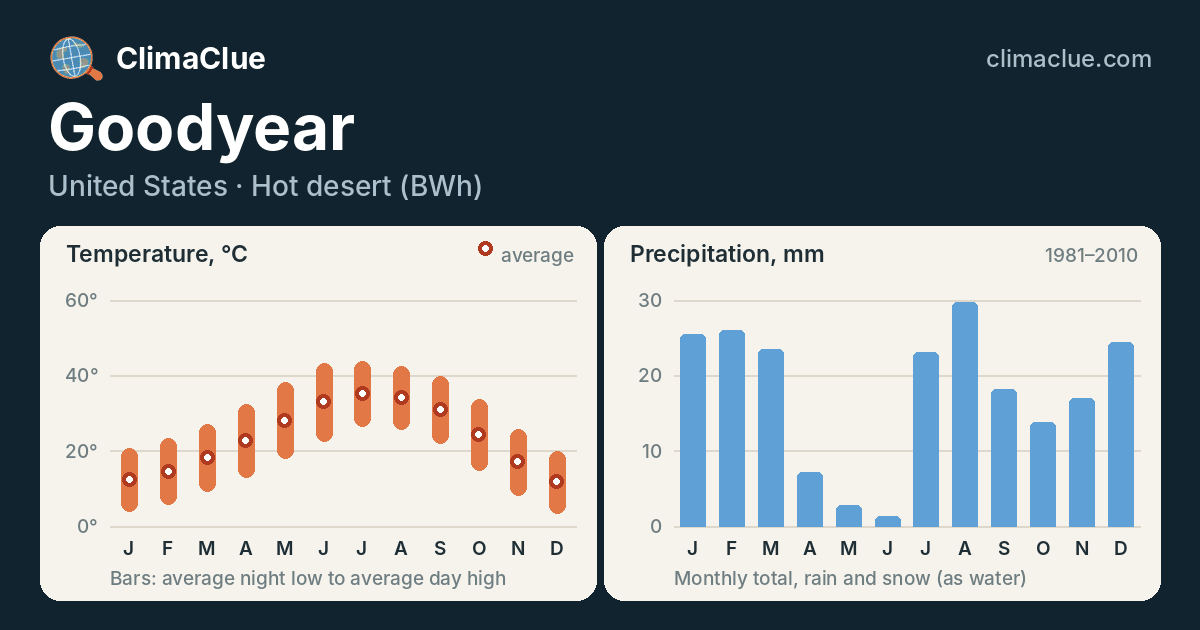 ClimaClue
climaclue.com
Goodyear
United States · Hot desert (BWh)
Temperature, °C
average
60°
40°
20°
0°
J F M A M J J A S O N D
Bars: average night low to average day high
Precipitation, mm
1981–2010
30
20
10
0
J F M A M J J A S O N D
Monthly total, rain and snow (as water)